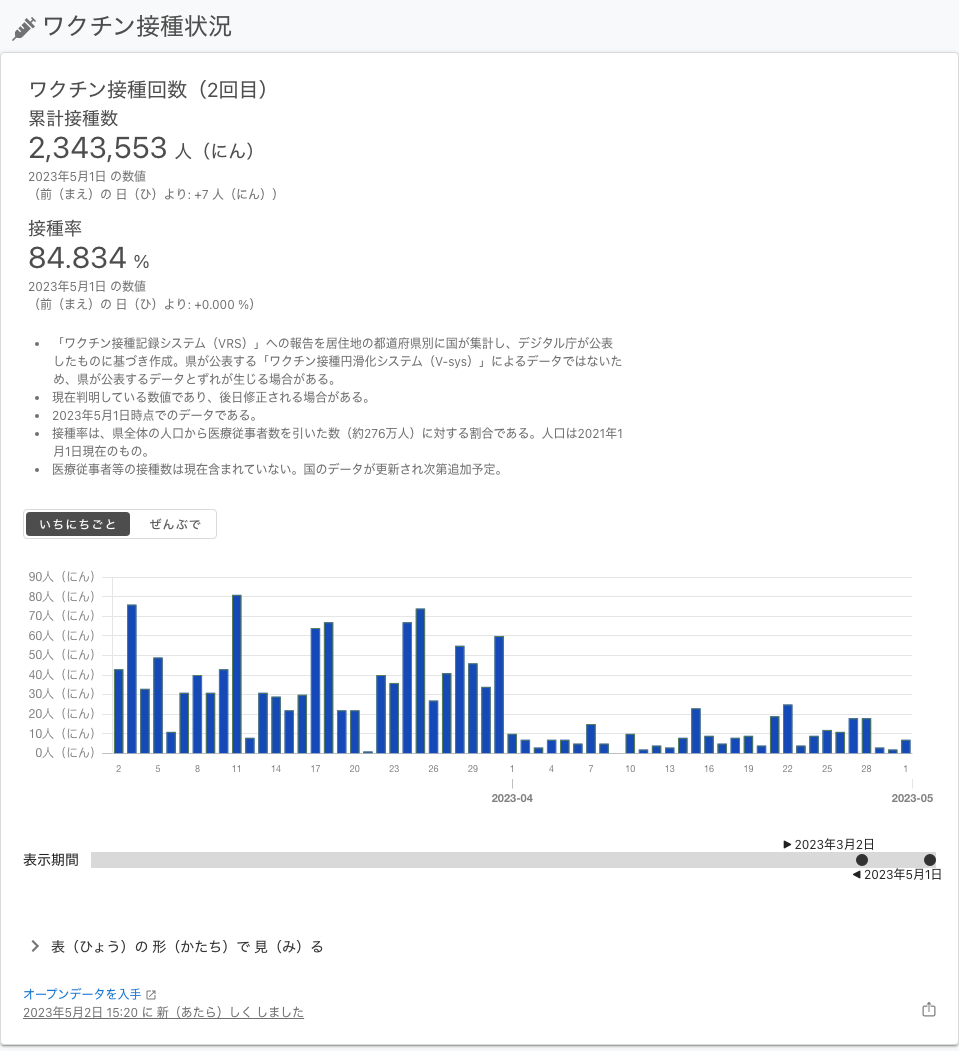 ワクチン接種状況
ワクチン接種回数（2回目）
累計接種数
2,343,553 人（にん）
2023年5月1日 の数値
（前（まえ）の 日（ひ）より: +7 人（にん））
接種率
84.834 %
2023年5月1日 の数値
（前（まえ）の 日（ひ）より: +0.000 %）
• 「ワクチン接種記録システム（VRS）」への報告を居住地の都道府県別に国が集計し、デジタル庁が公表
したものに基づき作成。県が公表する「ワクチン接種円滑化システム（V-sys）」によるデータではないた
め、県が公表するデータとずれが生じる場合がある。
• 現在判明している数値であり、後日修正される場合がある。
• 2023年5月1日時点でのデータである。
• 接種率は、県全体の人口から医療従事者数を引いた数（約276万人）に対する割合である。人口は2021年1
月1日現在のもの。
• 医療従事者等の接種数は現在含まれていない。国のデータが更新され次第追加予定。
いちにちごと ぜんぶで
90人（にん）
80人（にん）
70人（にん）
60人（にん）
50人（にん）
40人（にん）
30人（にん）
20人（にん）
10人（にん）
0人（にん）
2 5 8 11 14 17 20 23 26 29 1 4 7 10 13 16 19 22 25 28 1
2023-04 2023-05
▶ 2023年3月2日
表示期間
◀ 2023年5月1日
表（ひょう）の 形（かたち）で 見（み）る
オープンデータを入手
2023年5月2日 15:20 に 新（あたら）しく しました